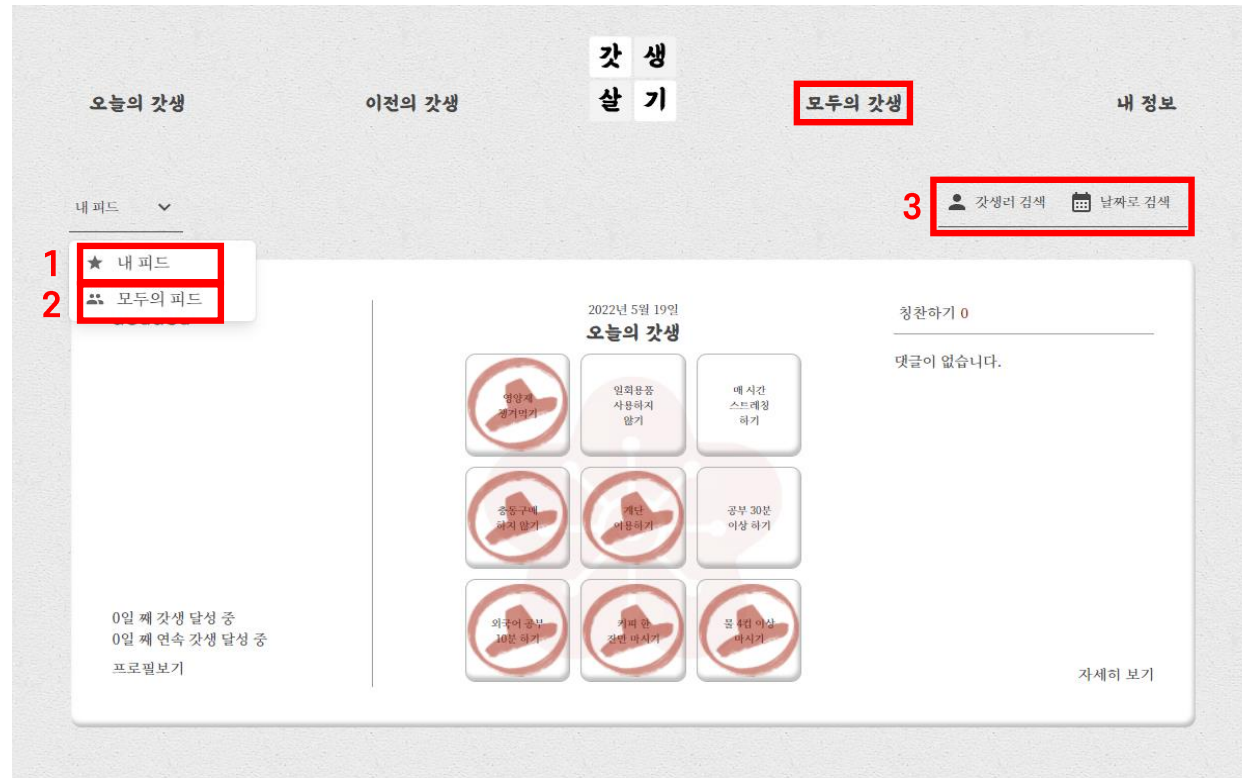 갓 생
살 기
오늘의 갓생
이전의 갓생
모두의 갓생
내 정보
내 피드
3
갓생러 검색
날짜로 검색
1
내 피드
2
모두의 피드
2022년 5월 19일
오늘의 갓생
영양제
챙겨먹기
일회용품
사용하지
않기
매 시간
스트레칭
하기
충동구매
하지 않기
계단
이용하기
공부 30분
이상 하기
외국어 공부
10분 하기
커피 한
잔만 마시기
물 4컵 이상
마시기
칭찬하기 0
댓글이 없습니다.
0일 째 갓생 달성 중
0일 째 연속 갓생 달성 중
프로필보기
자세히 보기